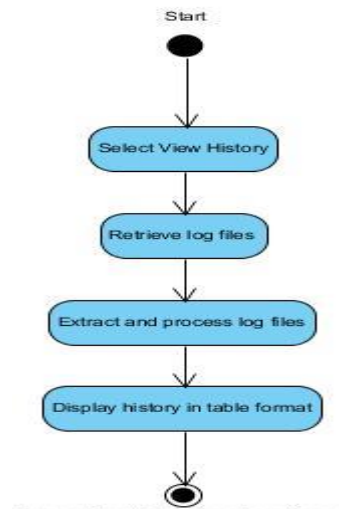 Start
Select View History
Retrieve log files
Extract and process log files
Display history in table format